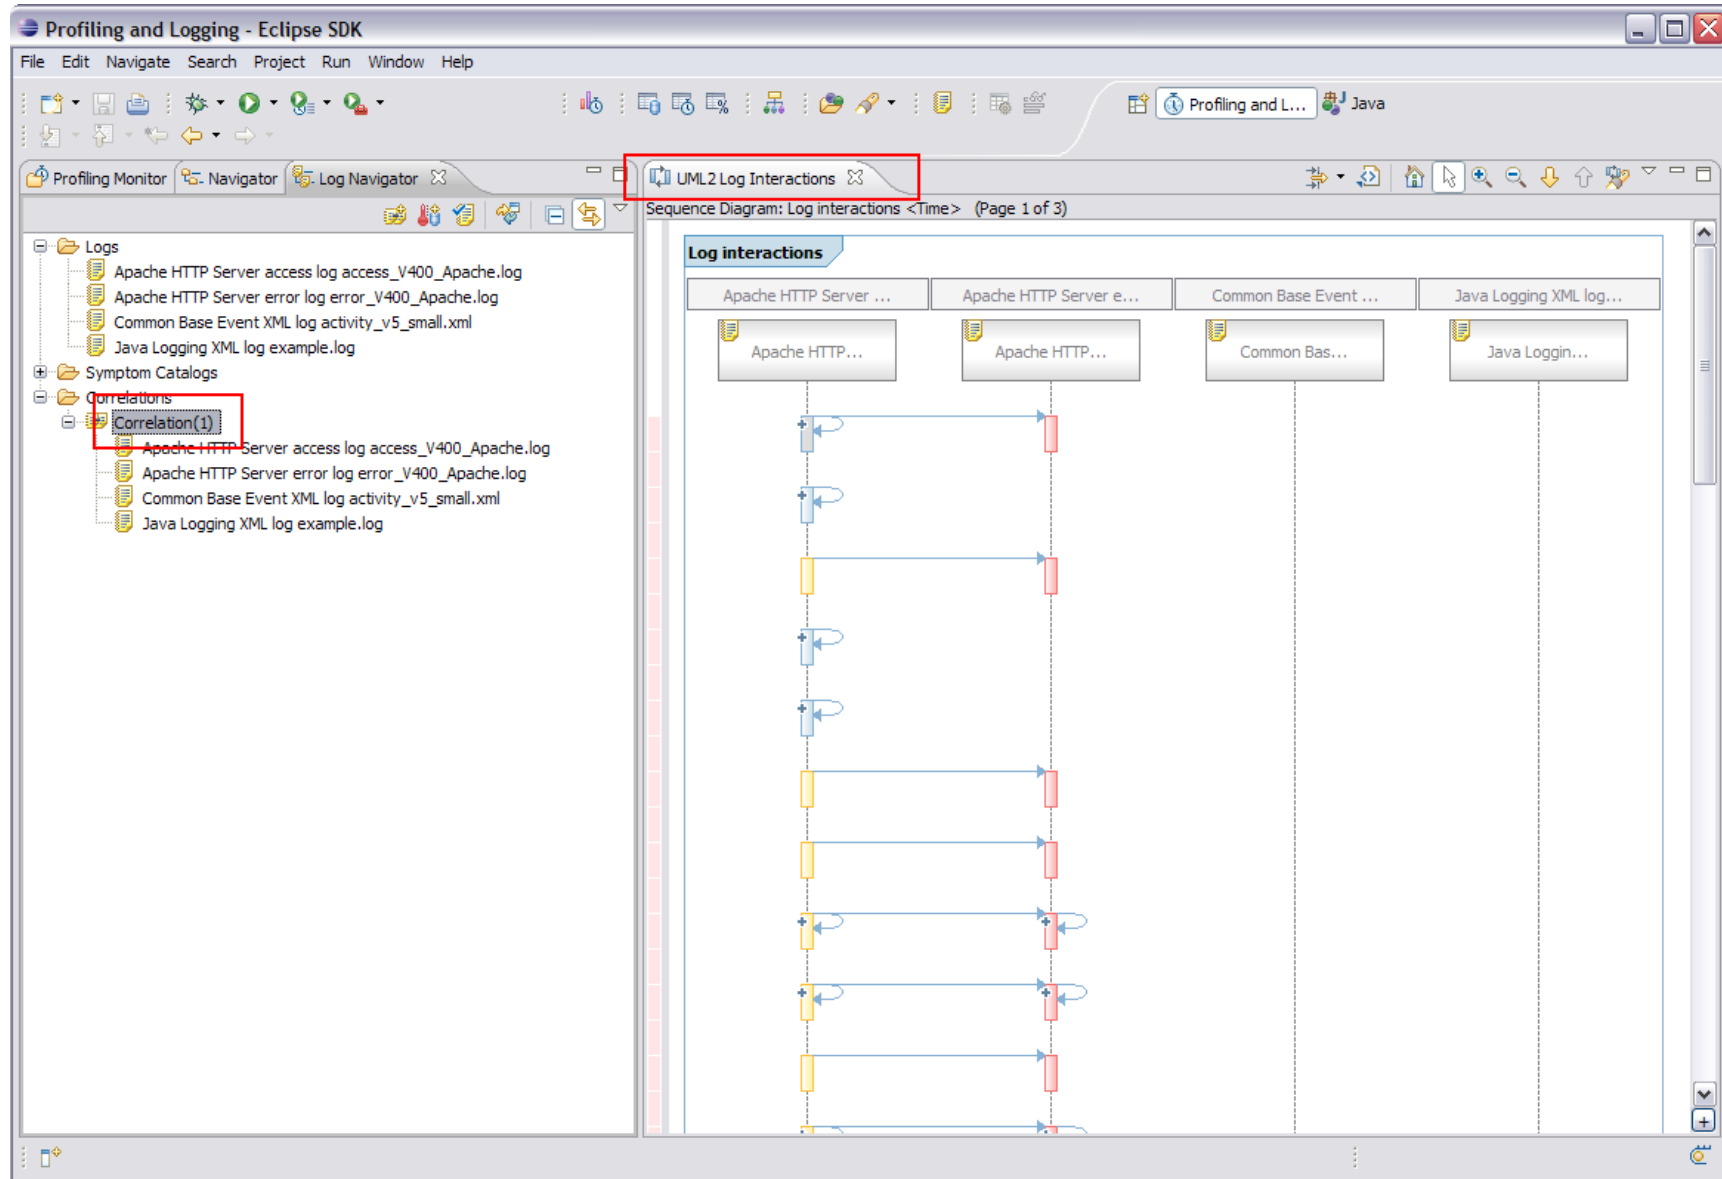 Profiling and Logging - Eclipse SDK
File Edit Navigate Search Project Run Window Help
Profiling and L... Java
Profiling Monitor Navigator Log Navigator
UML2 Log Interactions
Sequence Diagram: Log interactions <Time> (Page 1 of 3)
Logs
Apache HTTP Server access log access_V400_Apache.log
Apache HTTP Server error log error_V400_Apache.log
Common Base Event XML log activity_v5_small.xml
Java Logging XML log example.log
Symptom Catalogs
Correlations
Correlation(1)
Apache HTTP Server access log access_V400_Apache.log
Apache HTTP Server error log error_V400_Apache.log
Common Base Event XML log activity_v5_small.xml
Java Logging XML log example.log
Log interactions
Apache HTTP Server ... Apache HTTP Server e... Common Base Event ... Java Logging XML log...
Apache HTTP... Apache HTTP... Common Bas... Java Loggin...